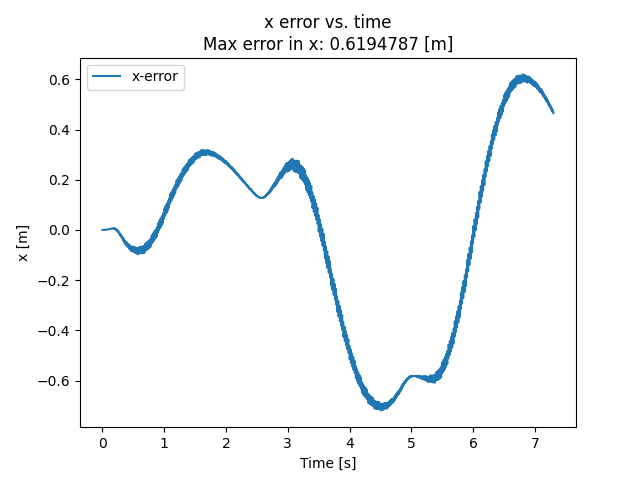 x error vs. time
Max error in x: 0.6194787 [m]
x-error
0.6
0.4
0.2
0.0
−0.2
−0.4
−0.6
x [m]
0 1 2 3 4 5 6 7
Time [s]